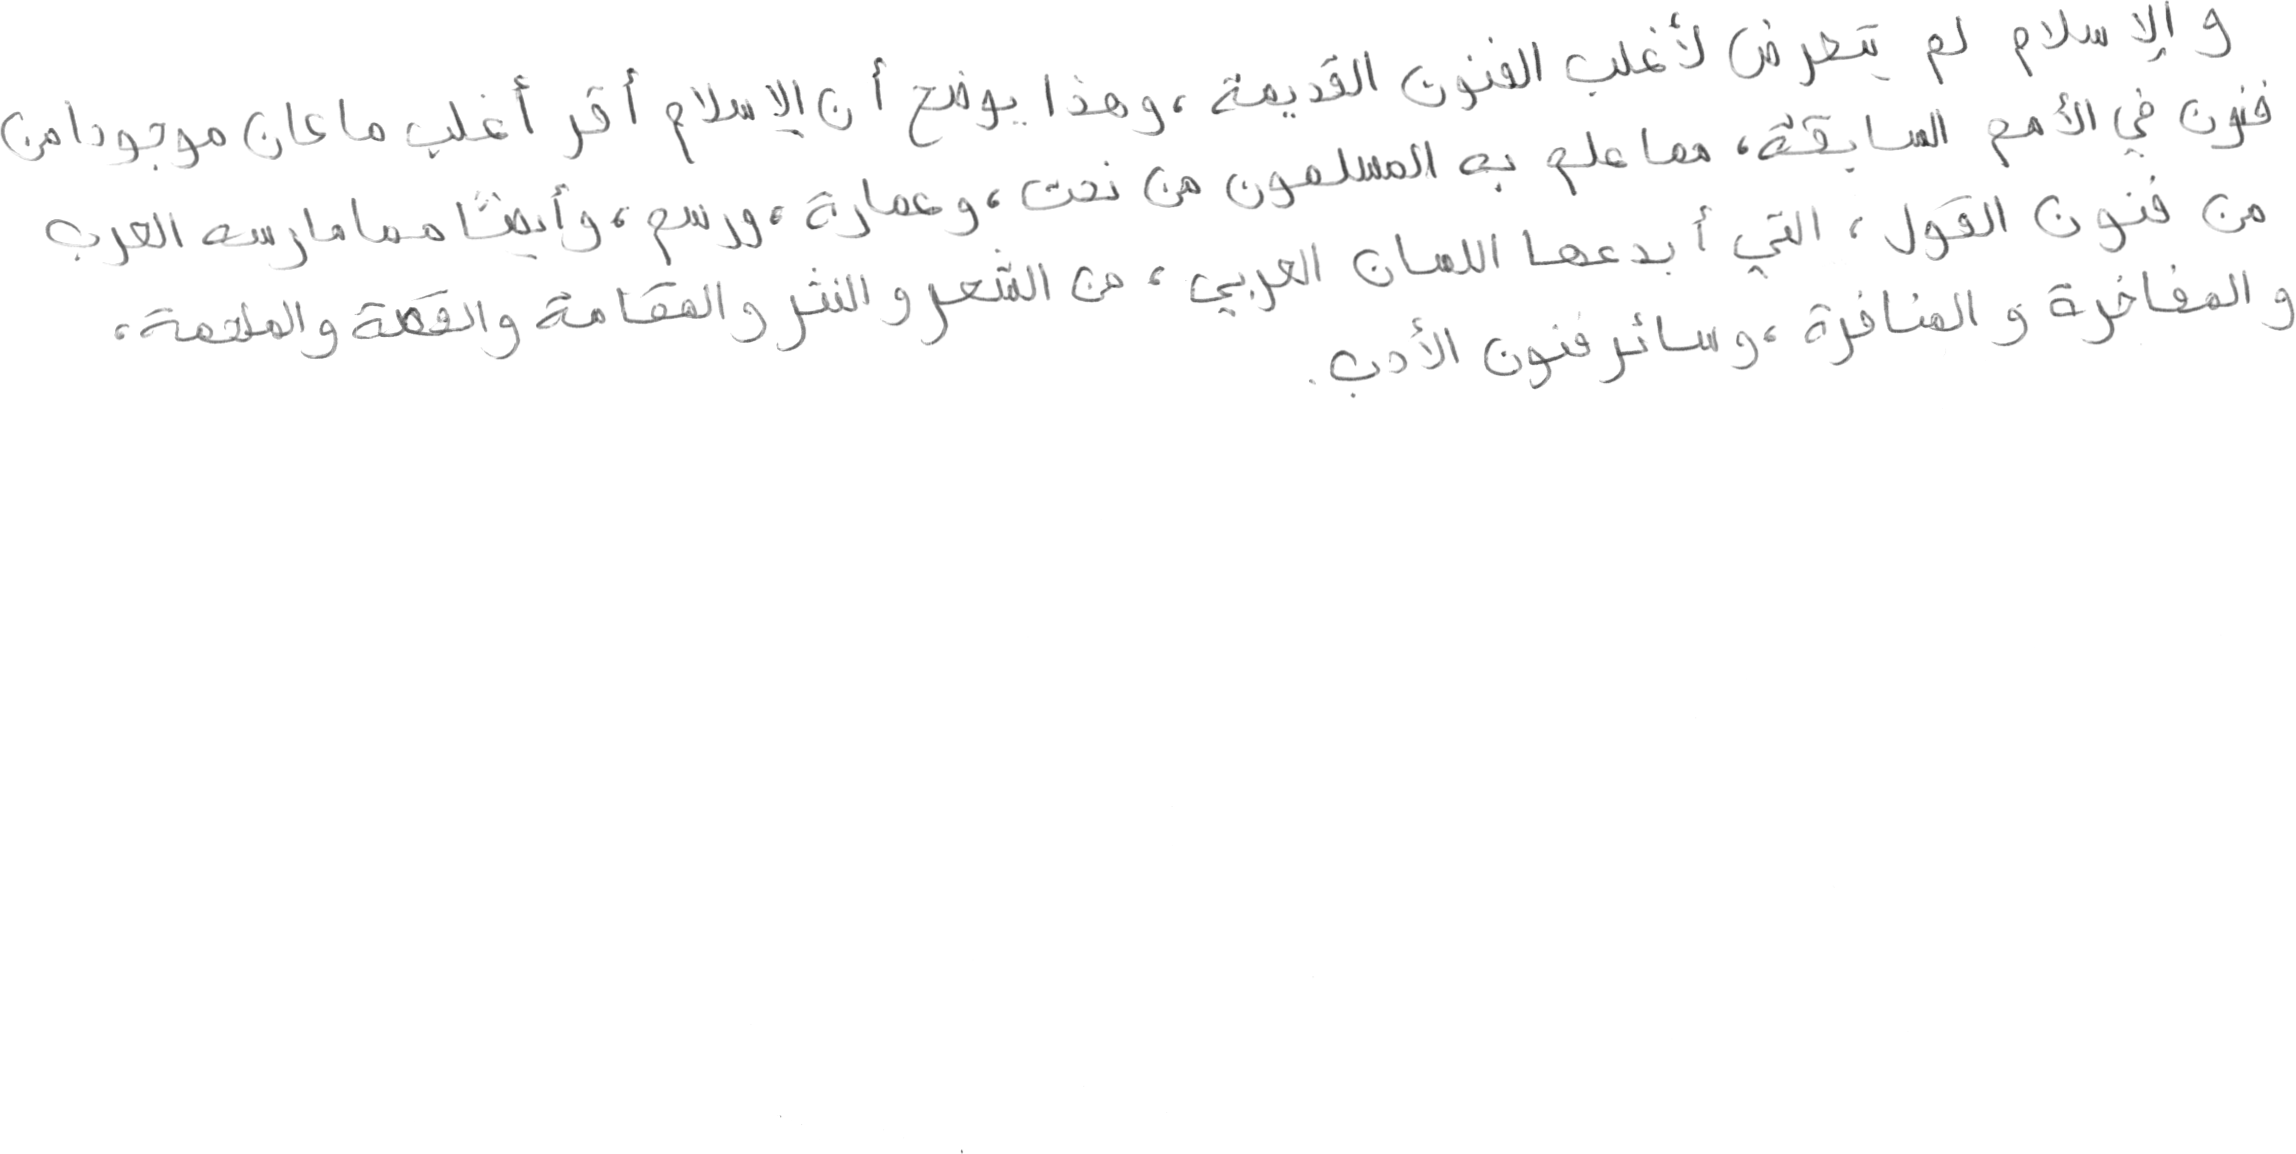 والإسلام لم يتعرض لأغلب الفنون القديمة، وهذا يوضح أن الإسلام أقر أغلب ما كان موجودا من
فنون في الأمم السابقة، مما علم به المسلمون من نحت، وعمارة، ورسم، وأيضًا مما مارسه العرب
من فنون القول، التي أبدعها اللسان العربي، من الشعر والنثر والمقامة والقصة والملحمة،
والمفاخرة والمنافرة، وسائر فنون الأدب.